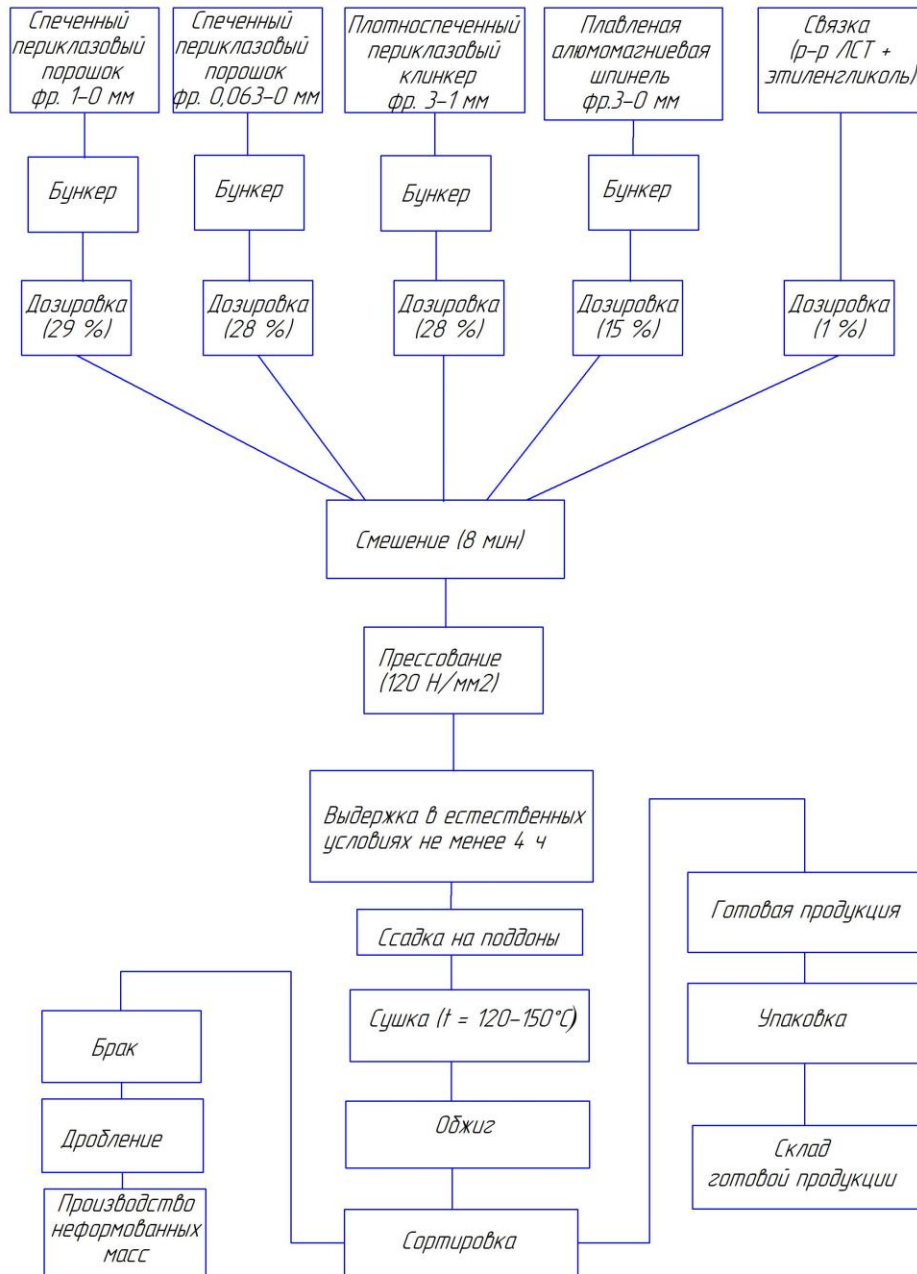 Спеченный
периклазовый
порошок
фр. 1-0 мм
Спеченный
периклазовый
порошок
фр. 0,063-0 мм
Плотноспеченный
периклазовый
клинкер
фр. 3-1 мм
Плавленая
алюмомагниевая
шпинель
фр.3-0 мм
Связка
(р-р ЛСТ +
этиленгликоль)
Бункер
Бункер
Бункер
Бункер
Дозировка
(29 %)
Дозировка
(28 %)
Дозировка
(28 %)
Дозировка
(15 %)
Дозировка
(1 %)
Смешение (8 мин)
Прессование
(120 Н/мм2)
Выдержка в естественных
условиях не менее 4 ч
Ссадка на поддоны
Сушка (t = 120-150°С)
Обжиг
Сортировка
Брак
Дробление
Производство
неформованных
масс
Готовая продукция
Упаковка
Склад
готовой продукции